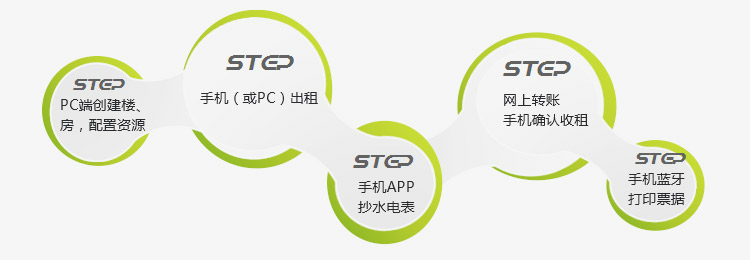 STEP
PC端创建楼、
房，配置资源
STEP
手机（或PC）出租
STEP
手机APP
抄水电表
STEP
网上转账
手机确认收租
STEP
手机蓝牙
打印票据